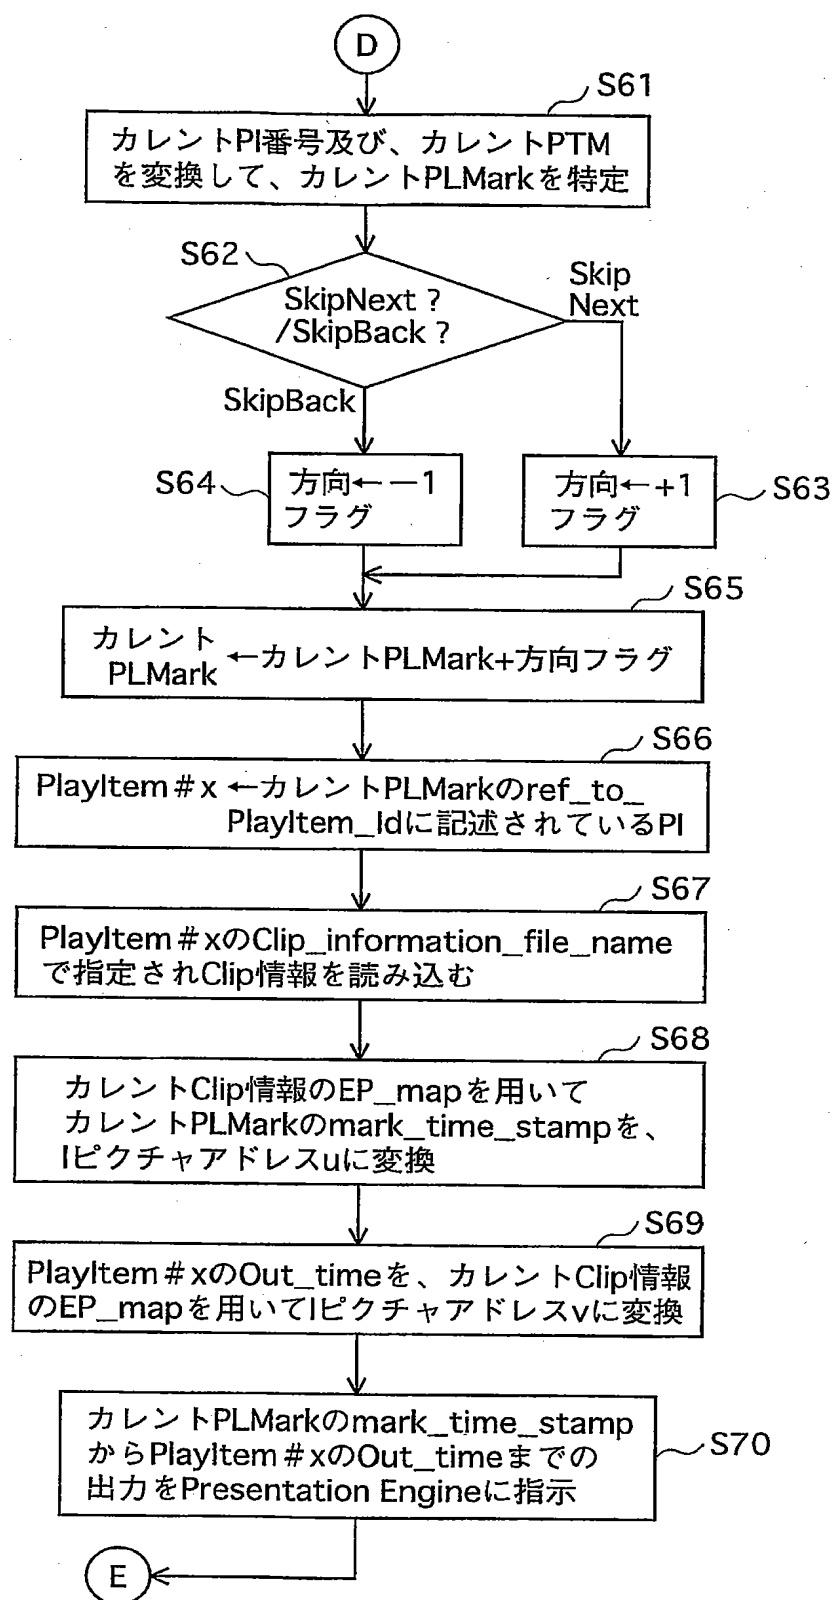 D
S61
カレントPI番号及び、カレントPTM
を変換して、カレントPLMarkを特定
S62
SkipNext ?
/SkipBack ?
Skip
Next
SkipBack
S64
方向←－1
フラグ
方向←+1
フラグ
S63
S65
カレント
PLMark
←カレントPLMark+方向フラグ
S66
PlayItem＃x ←カレントPLMarkのref_to_
PlayItem_Idに記述されているPI
S67
PlayItem＃xのClip_information_file_name
で指定されClip情報を読み込む
S68
カレントClip情報のEP_mapを用いて
カレントPLMarkのmark_time_stampを、
Iピクチャアドレスuに変換
S69
PlayItem＃xのOut_timeを、カレントClip情報
のEP_mapを用いてIピクチャアドレスvに変換
カレントPLMarkのmark_time_stamp
からPlayItem＃xのOut_timeまでの
出力をPresentation Engineに指示
S70
E